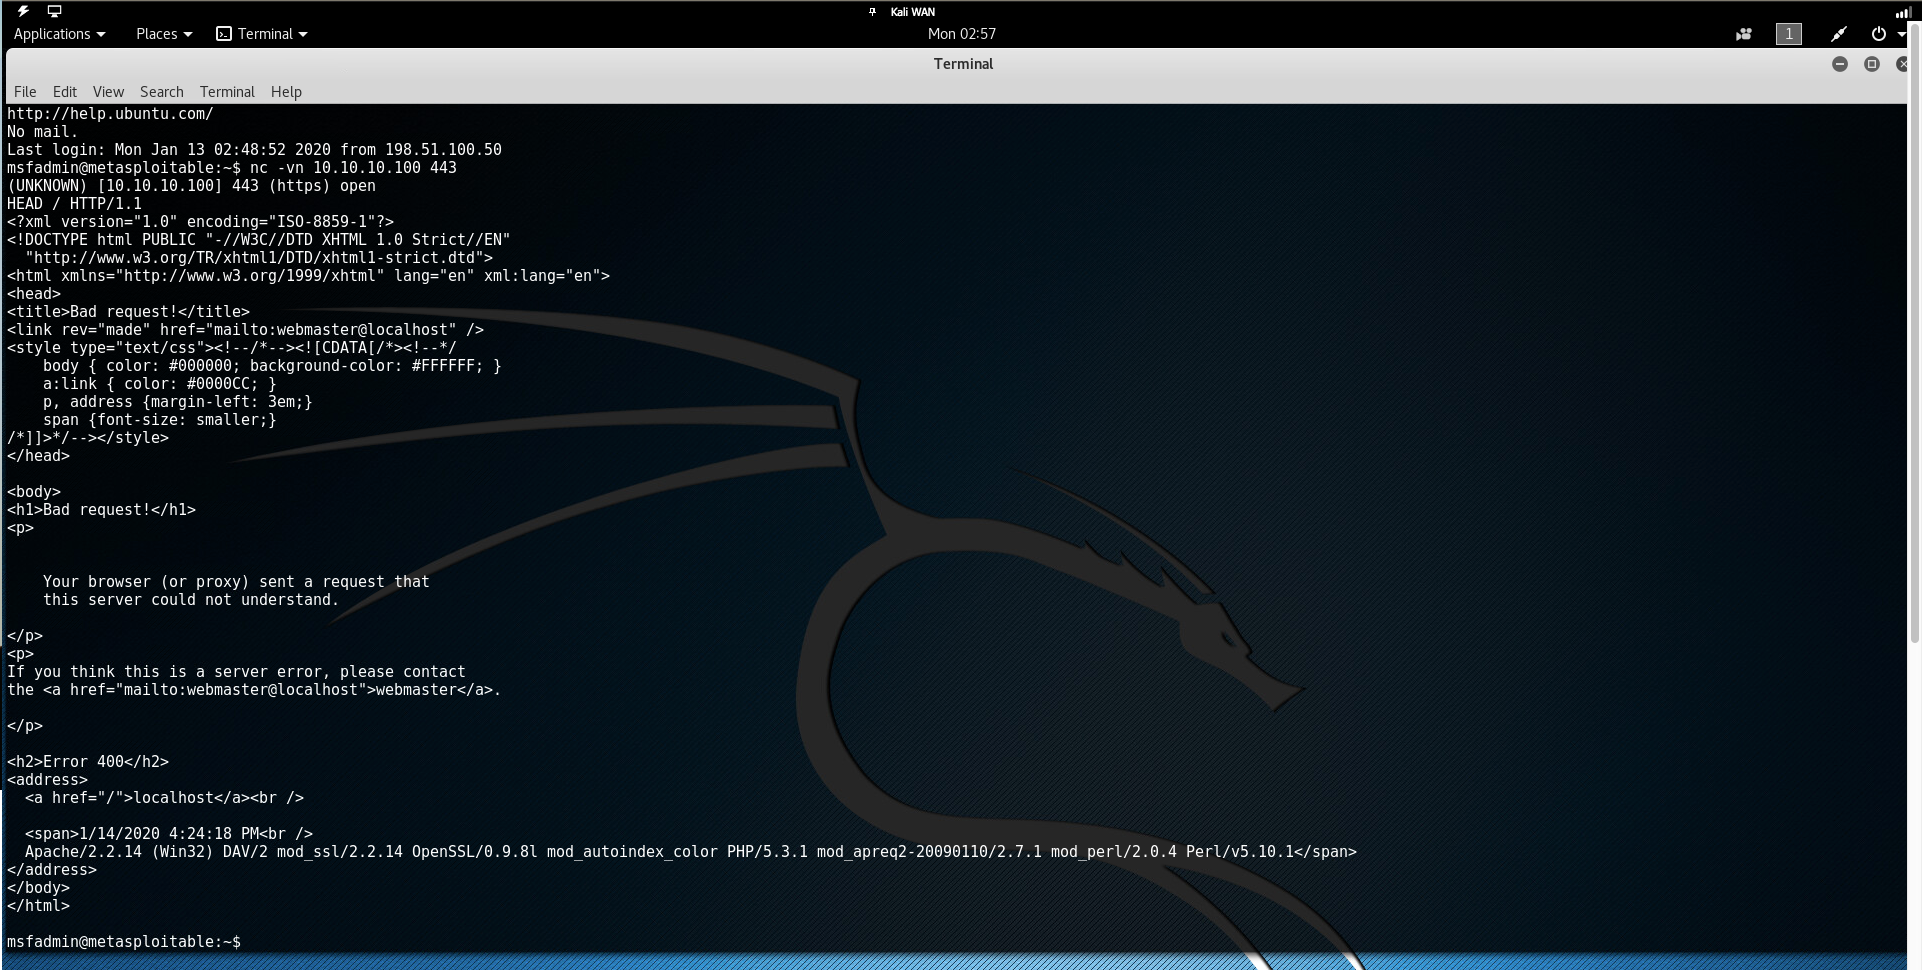 Kali WAN
Applications Places Terminal Mon 02:57 1
Terminal
File Edit View Search Terminal Help
http://help.ubuntu.com/
No mail.
Last login: Mon Jan 13 02:48:52 2020 from 198.51.100.50
msfadmin@metasploitable:~$ nc -vn 10.10.10.100 443
(UNKNOWN) [10.10.10.100] 443 (https) open
HEAD / HTTP/1.1
<?xml version="1.0" encoding="ISO-8859-1"?>
<!DOCTYPE html PUBLIC "-//W3C//DTD XHTML 1.0 Strict//EN"
  "http://www.w3.org/TR/xhtml1/DTD/xhtml1-strict.dtd">
<html xmlns="http://www.w3.org/1999/xhtml" lang="en" xml:lang="en">
<head>
<title>Bad request!</title>
<link rev="made" href="mailto:webmaster@localhost" />
<style type="text/css"><!--/*--><![CDATA[/*><!--*/
    body { color: #000000; background-color: #FFFFFF; }
    a:link { color: #0000CC; }
    p, address {margin-left: 3em;}
    span {font-size: smaller;}
/*]]>*/--></style>
</head>
<body>
<h1>Bad request!</h1>
<p>
    Your browser (or proxy) sent a request that
    this server could not understand.
</p>
<p>
If you think this is a server error, please contact
the <a href="mailto:webmaster@localhost">webmaster</a>.
</p>
<h2>Error 400</h2>
<address>
  <a href="/">localhost</a><br />
  <span>1/14/2020 4:24:18 PM<br />
  Apache/2.2.14 (Win32) DAV/2 mod_ssl/2.2.14 OpenSSL/0.9.8l mod_autoindex_color PHP/5.3.1 mod_apreq2-20090110/2.7.1 mod_perl/2.0.4 Perl/v5.10.1</span>
</address>
</body>
</html>
msfadmin@metasploitable:~$